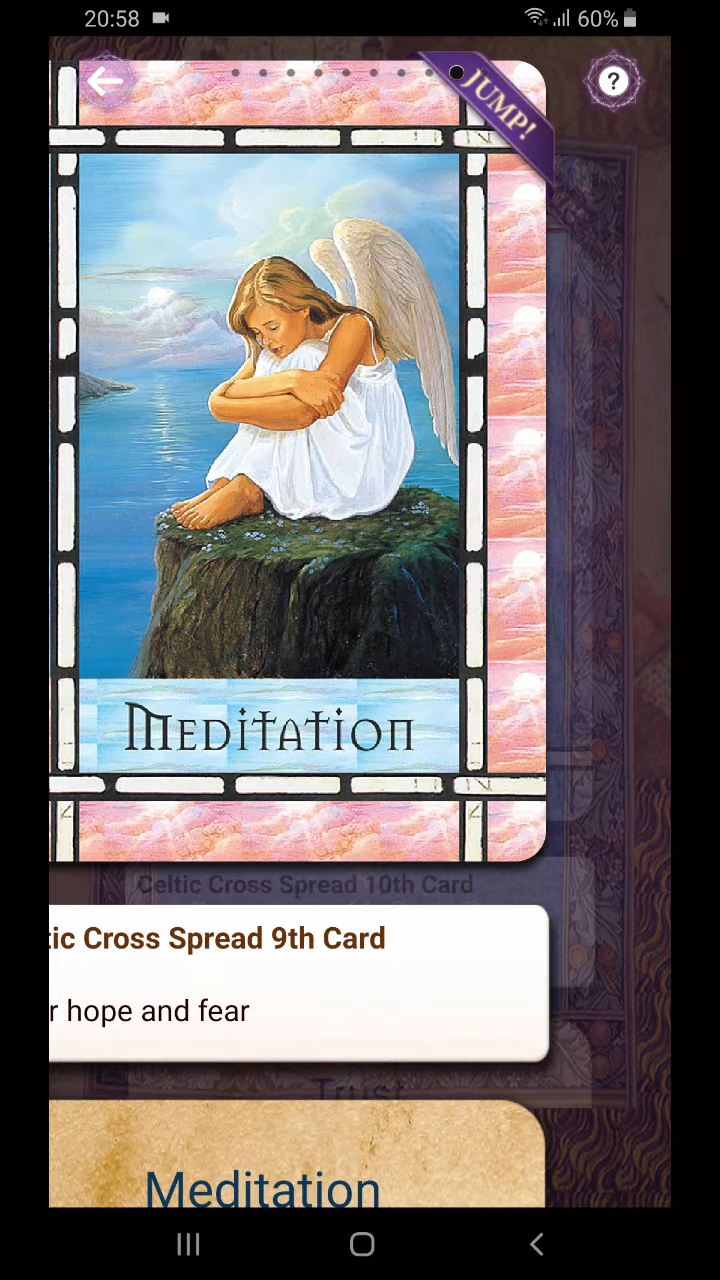 20:58
60%
?
JUMP!
Meditation
Celtic Cross Spread 10th Card
tic Cross Spread 9th Card
r hope and fear
Trust
Meditation